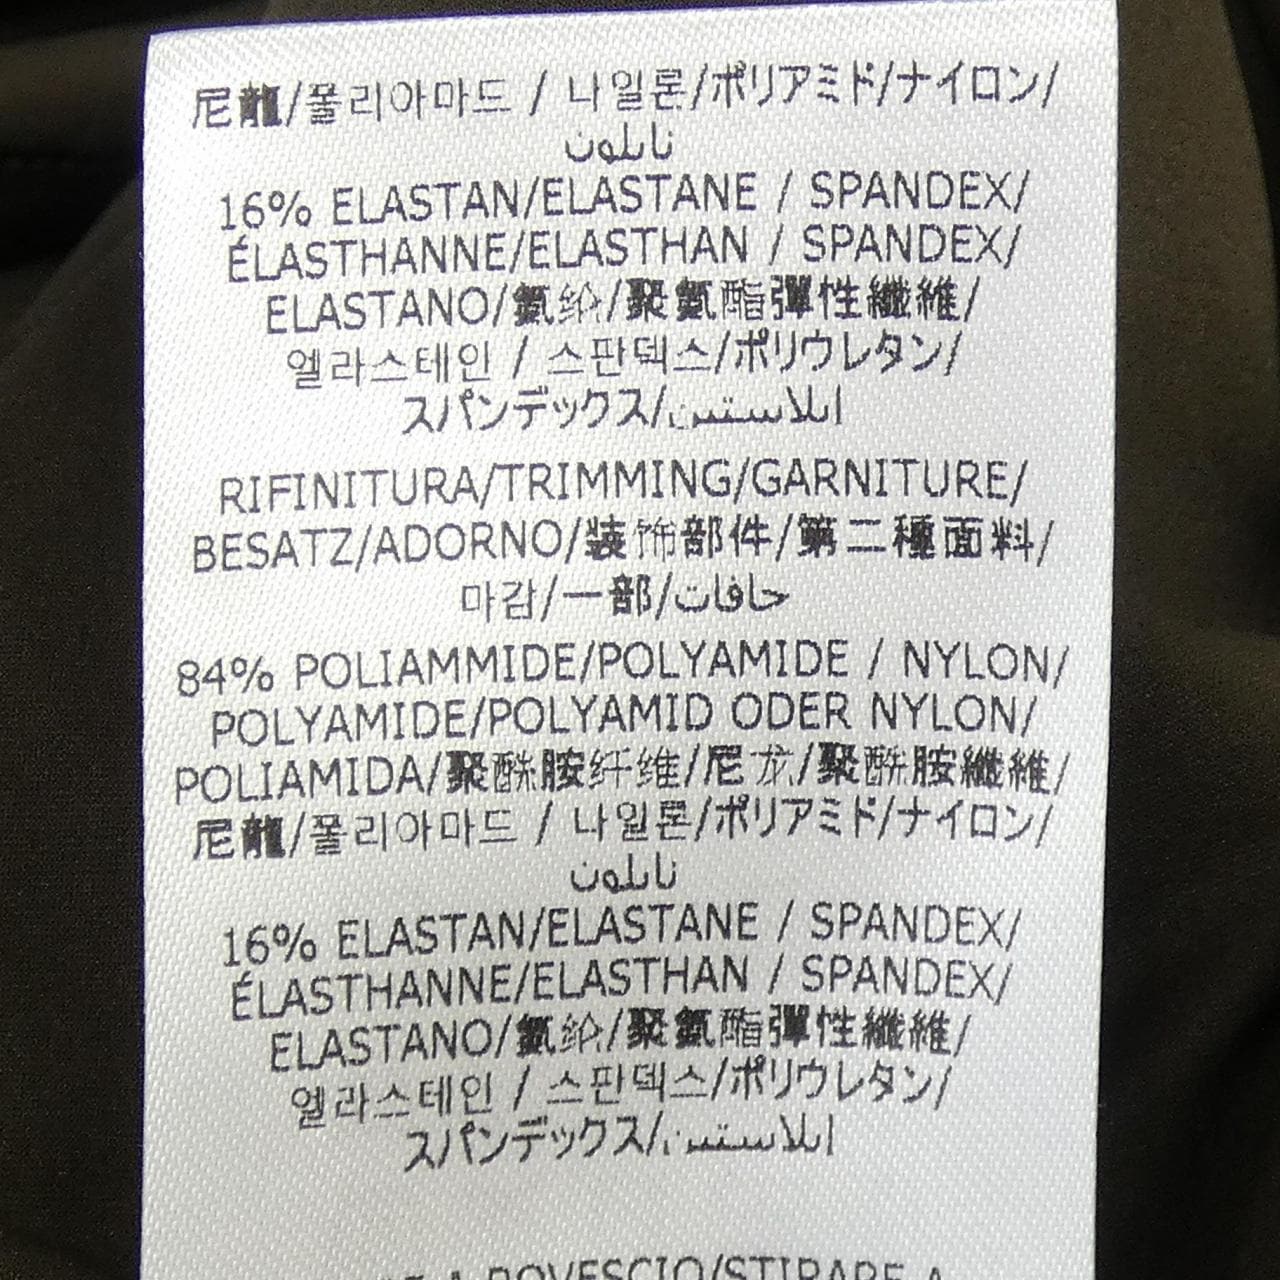 尼龍/폴리아마드 / 나일론/ポリアミド/ナイロン/
نايلون
16% ELASTAN/ELASTANE / SPANDEX/
ÉLASTHANNE/ELASTHAN / SPANDEX/
ELASTANO/氨纶/聚氨酯彈性纖維/
엘라스테인 / 스판덱스/ポリウレタン/
スパンデックス/ايلاستين
RIFINITURA/TRIMMING/GARNITURE/
BESATZ/ADORNO/装饰部件/第二種面料/
마감/一部/حافات
84% POLIAMMIDE/POLYAMIDE / NYLON/
POLYAMIDE/POLYAMID ODER NYLON/
POLIAMIDA/聚酰胺纤维/尼龙/聚酰胺纖維/
尼龍/폴리아마드 / 나일론/ポリアミド/ナイロン/
نايلون
16% ELASTAN/ELASTANE / SPANDEX/
ÉLASTHANNE/ELASTHAN / SPANDEX/
ELASTANO/氨纶/聚氨酯彈性纖維/
엘라스테인 / 스판덱스/ポリウレタン/
スパンデックス/ايلاستين
A ROVESCIO/STIRARE A